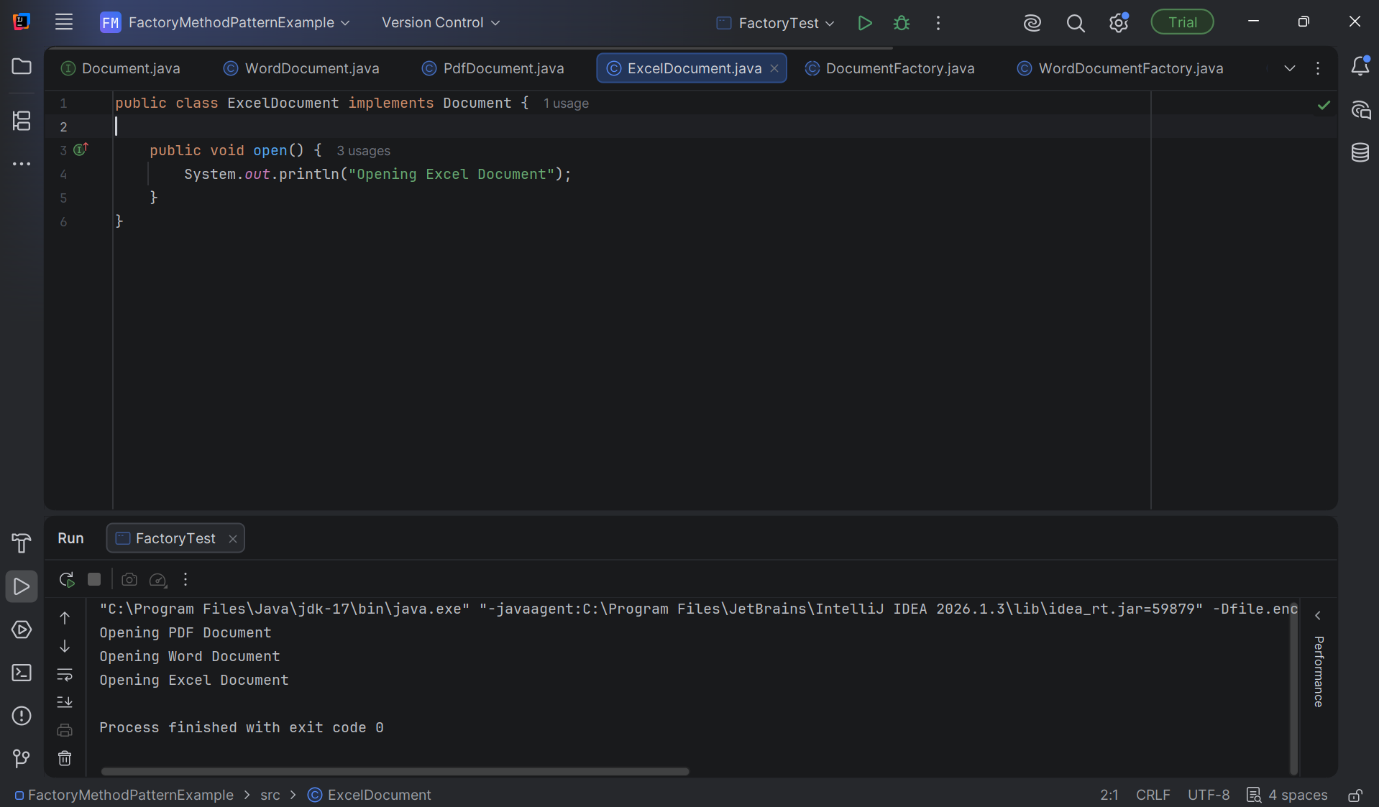 FM FactoryMethodPatternExample Version Control FactoryTest Trial
Document.java WordDocument.java PdfDocument.java ExcelDocument.java DocumentFactory.java WordDocumentFactory.java
1 public class ExcelDocument implements Document { 1 usage
2
3 public void open() { 3 usages
4 System.out.println("Opening Excel Document");
5 }
6 }
Run FactoryTest
"C:\Program Files\Java\jdk-17\bin\java.exe" "-javaagent:C:\Program Files\JetBrains\IntelliJ IDEA 2026.1.3\lib\idea_rt.jar=59879" -Dfile.enc
Opening PDF Document
Opening Word Document
Opening Excel Document
Process finished with exit code 0
Performance
FactoryMethodPatternExample > src > ExcelDocument 2:1 CRLF UTF-8 4 spaces